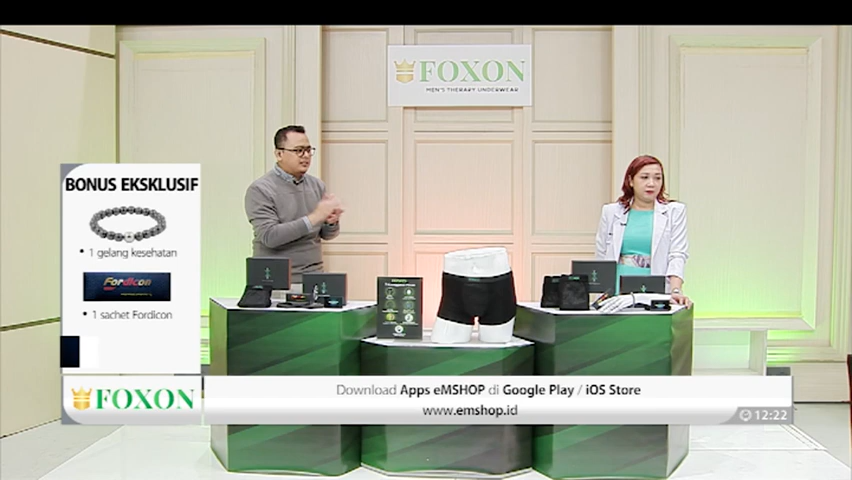 FOXON
MEN'S THERAPY UNDERWEAR
BONUS EKSKLUSIF
• 1 gelang kesehatan
Fordicon
• 1 sachet Fordicon
FOXON
Download Apps eMSHOP di Google Play / iOS Store
www.emshop.id
12:22